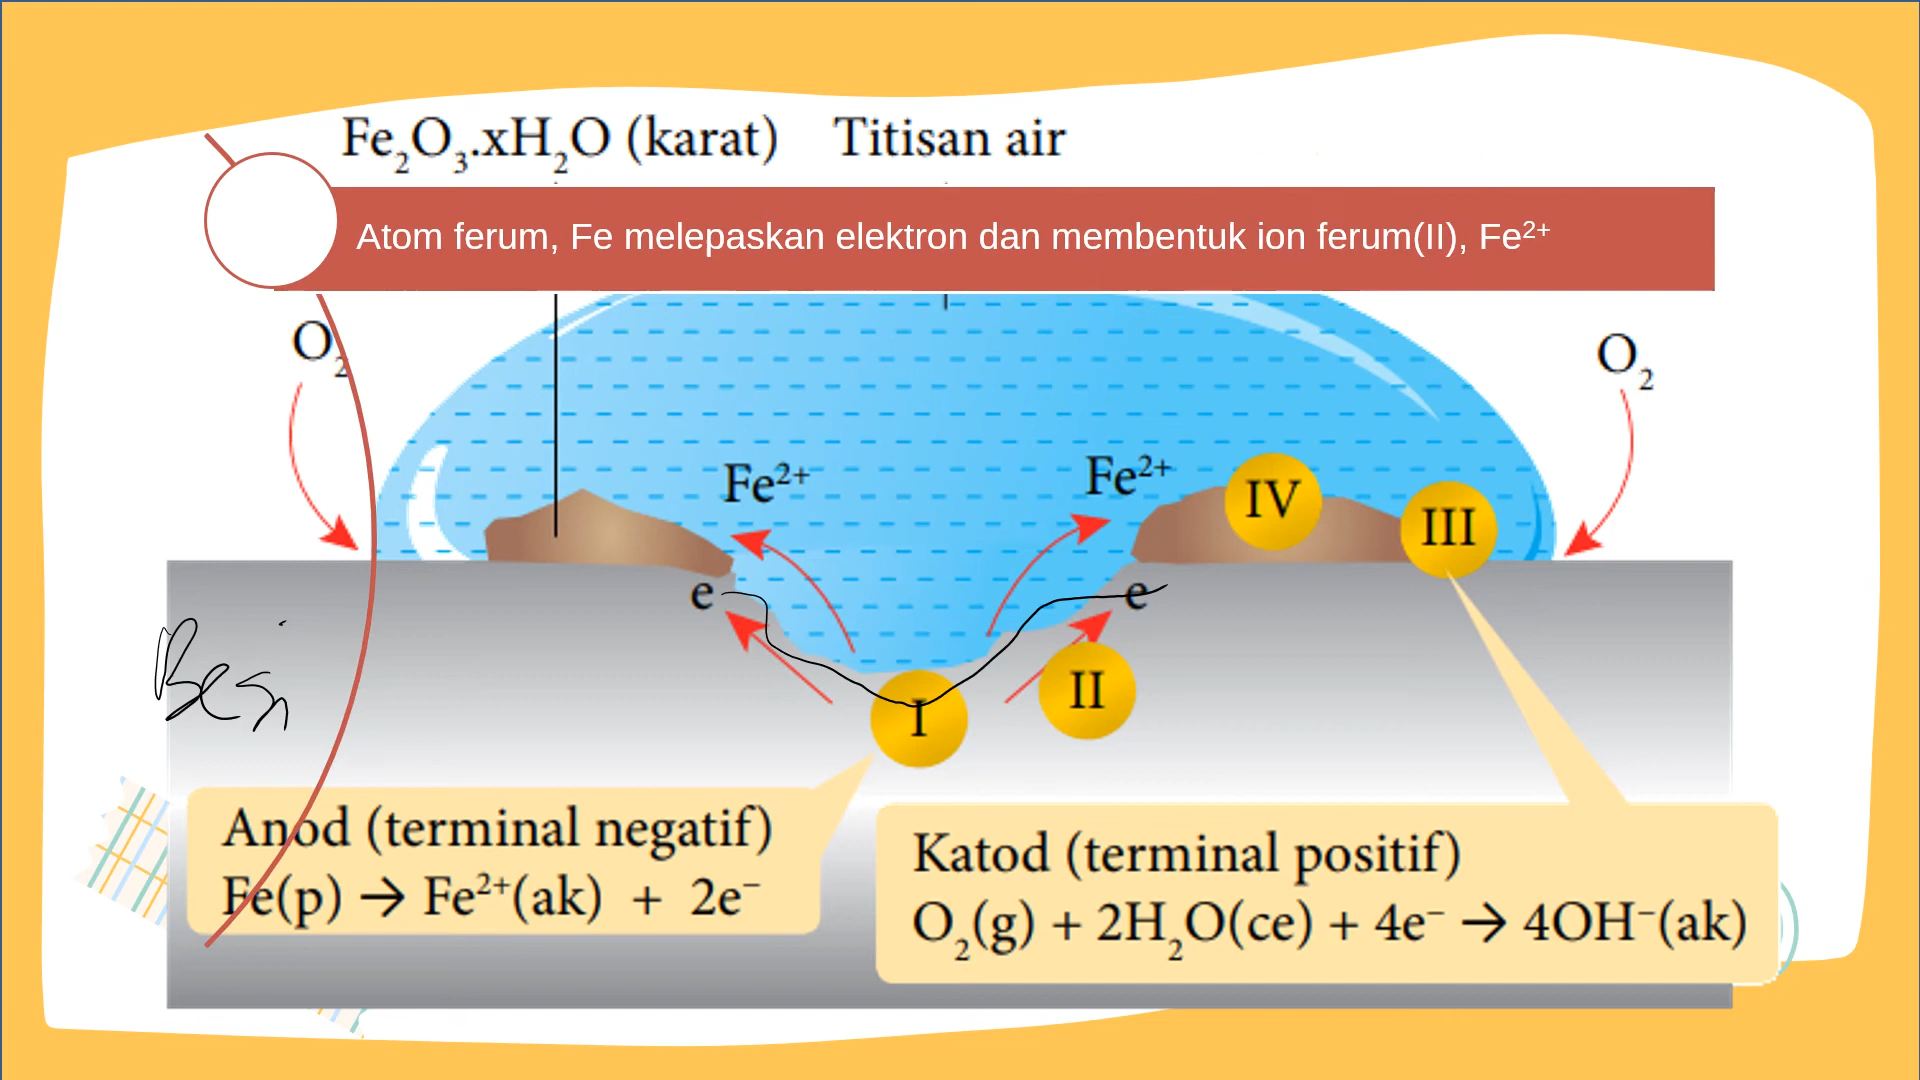 Fe₂O₃.xH₂O (karat) Titisan air
Atom ferum, Fe melepaskan elektron dan membentuk ion ferum(II), Fe²⁺
O₂
O₂
Fe²⁺
Fe²⁺
IV
III
e
e
Besi
II
I
Anod (terminal negatif)
Fe(p) → Fe²⁺(ak) + 2e⁻
Katod (terminal positif)
O₂(g) + 2H₂O(ce) + 4e⁻ → 4OH⁻(ak)